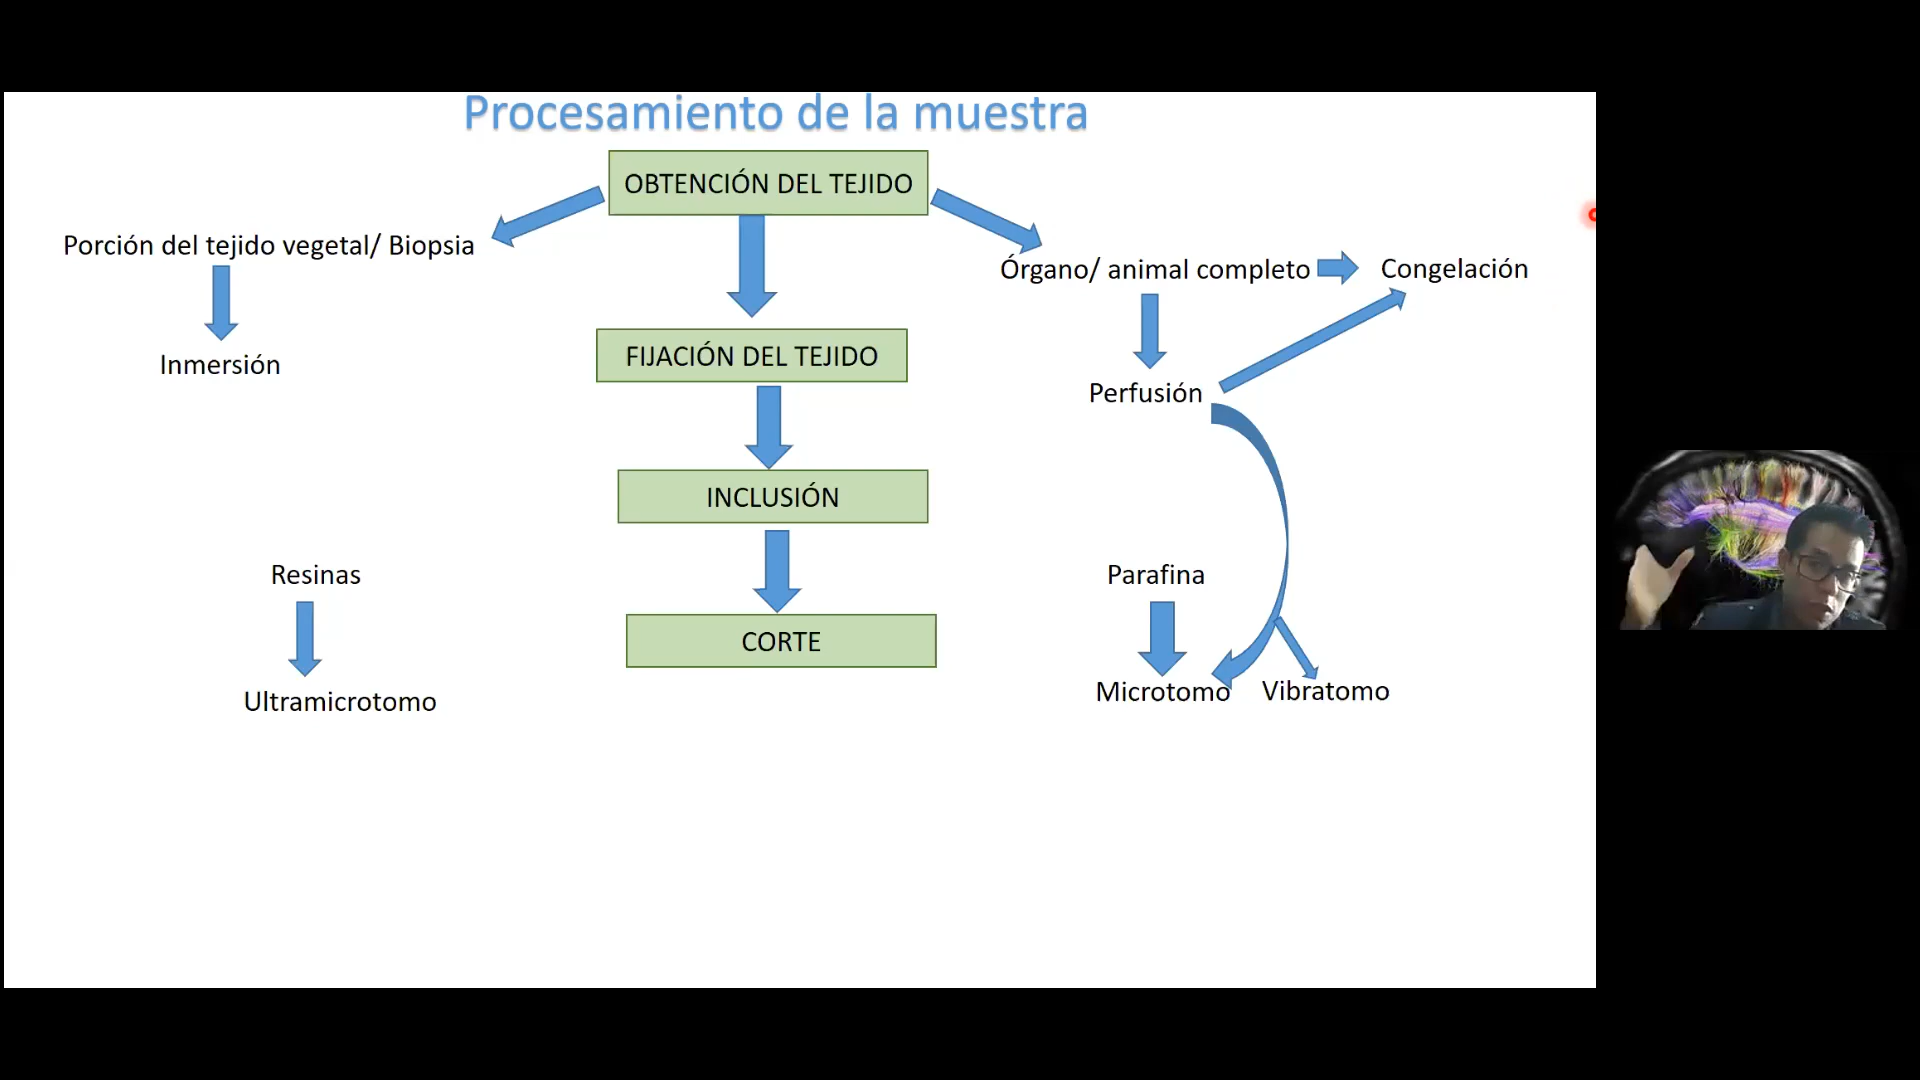 Procesamiento de la muestra
OBTENCIÓN DEL TEJIDO
Porción del tejido vegetal/ Biopsia
Órgano/ animal completo
Congelación
Inmersión
FIJACIÓN DEL TEJIDO
Perfusión
INCLUSIÓN
Resinas
Parafina
CORTE
Ultramicrotomo
Microtomo
Vibratomo